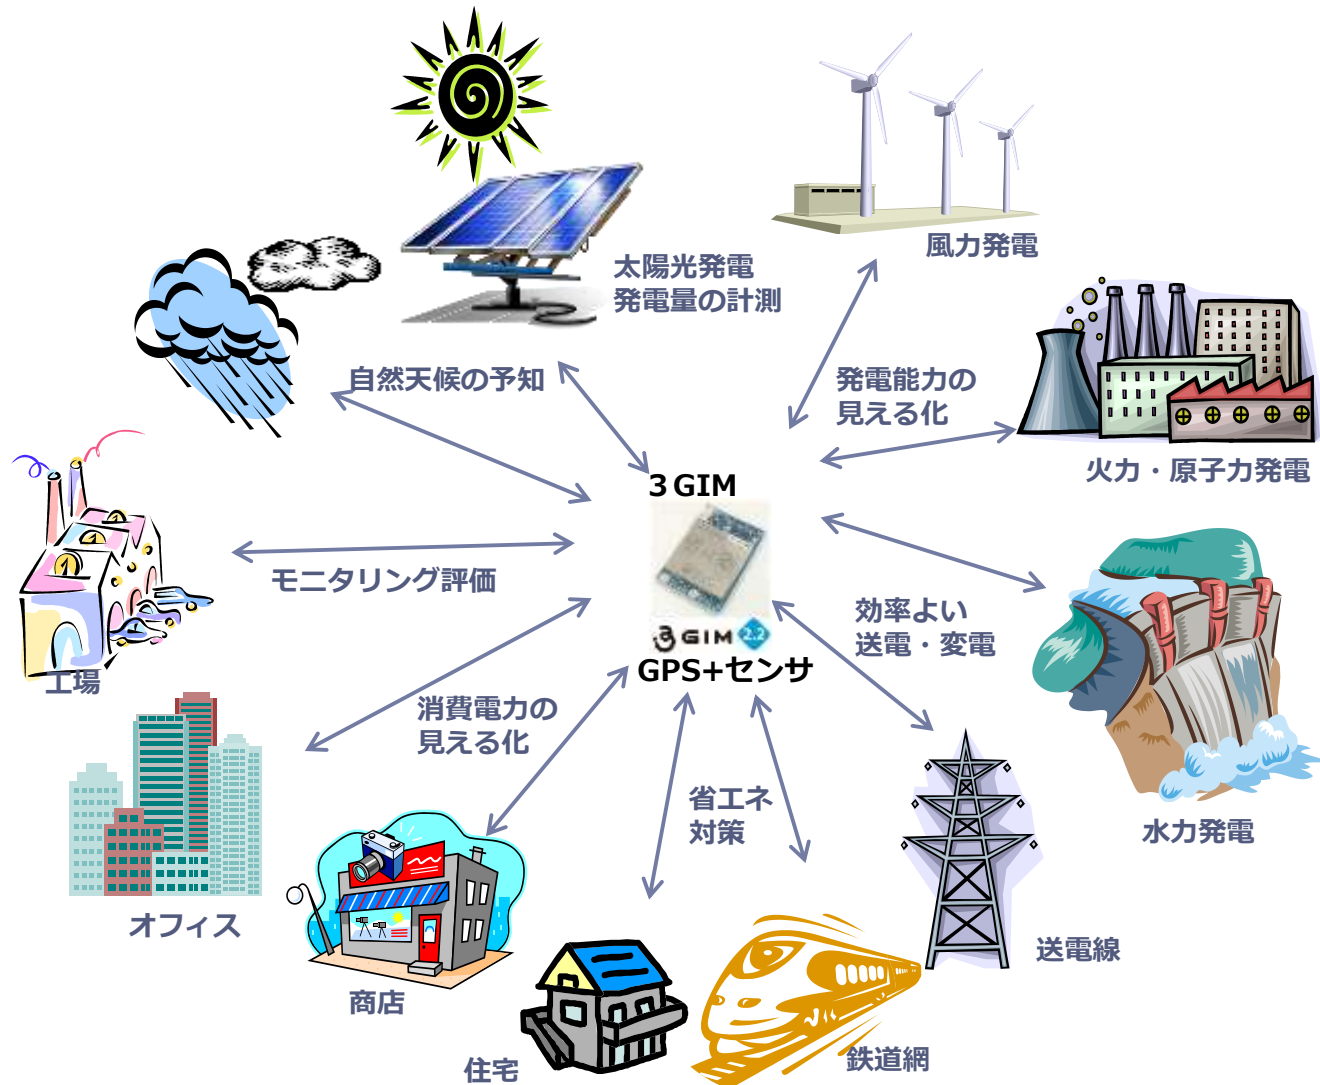 風力発電
太陽光発電
発電量の計測
自然天候の予知
発電能力の
見える化
火力・原子力発電
３GIM
モニタリング評価
効率よい
送電・変電
3GIM 2.2
GPS+センサ
工場
消費電力の
見える化
省エネ
対策
水力発電
オフィス
送電線
商店
鉄道網
住宅